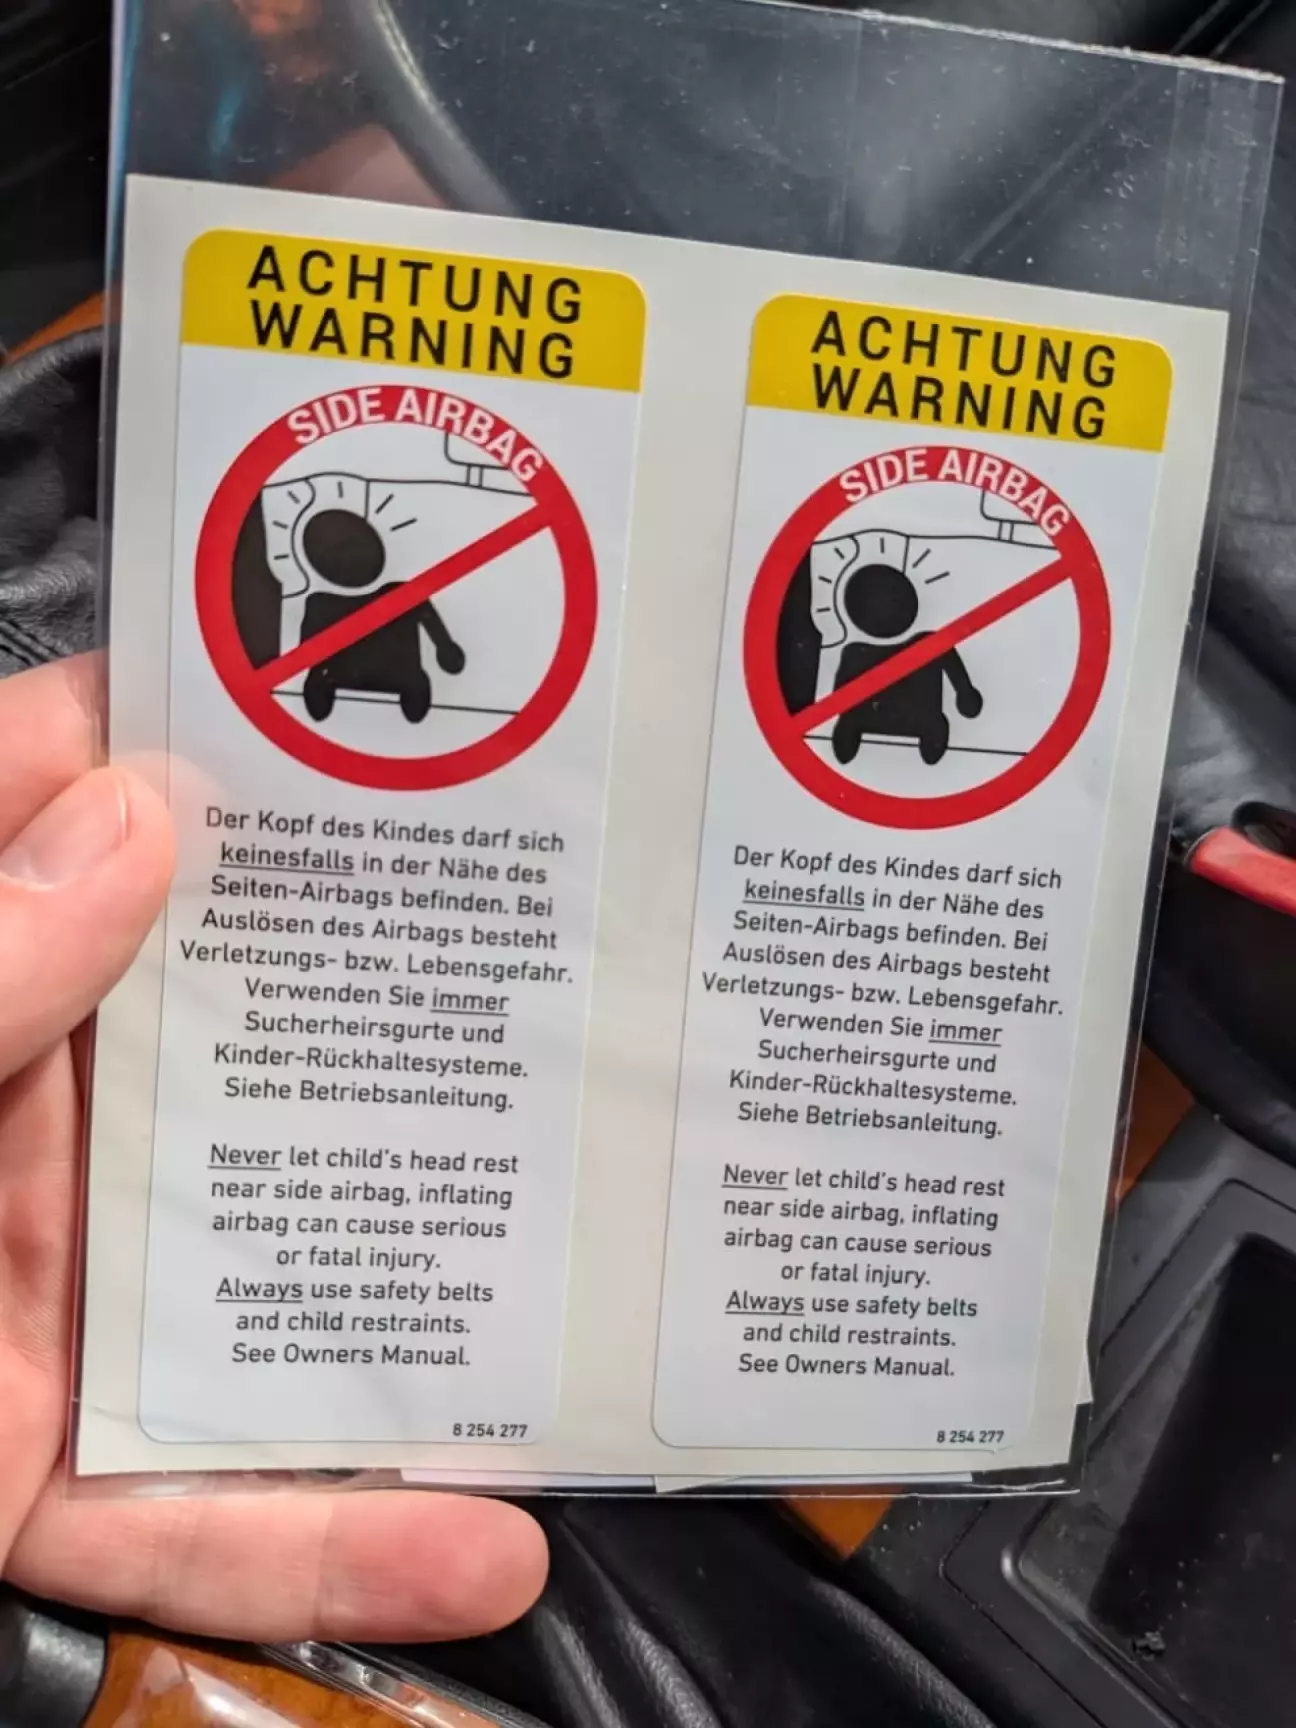 ACHTUNG
WARNING
SIDE AIRBAG
Der Kopf des Kindes darf sich
keinesfalls in der Nähe des
Seiten-Airbags befinden. Bei
Auslösen des Airbags besteht
Verletzungs- bzw. Lebensgefahr.
Verwenden Sie immer
Sucherheirsgurte und
Kinder-Rückhaltesysteme.
Siehe Betriebsanleitung.
Never let child's head rest
near side airbag, inflating
airbag can cause serious
or fatal injury.
Always use safety belts
and child restraints.
See Owners Manual.
8 254 277
ACHTUNG
WARNING
SIDE AIRBAG
Der Kopf des Kindes darf sich
keinesfalls in der Nähe des
Seiten-Airbags befinden. Bei
Auslösen des Airbags besteht
Verletzungs- bzw. Lebensgefahr.
Verwenden Sie immer
Sucherheirsgurte und
Kinder-Rückhaltesysteme.
Siehe Betriebsanleitung.
Never let child's head rest
near side airbag, inflating
airbag can cause serious
or fatal injury.
Always use safety belts
and child restraints.
See Owners Manual.
8 254 277